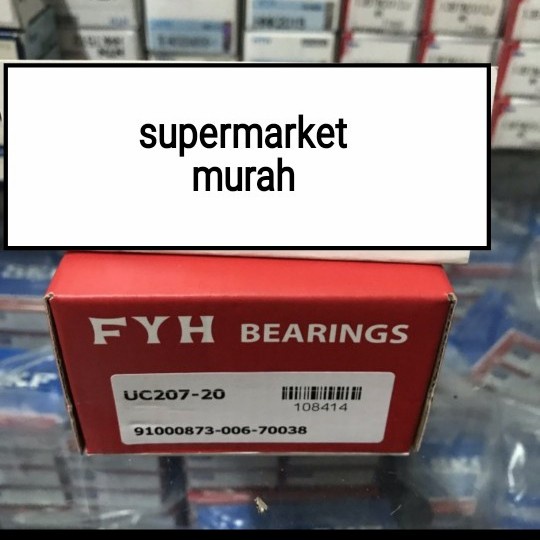 supermarket
murah
FYH BEARINGS
UC207-20
108414
91000873-006-70038